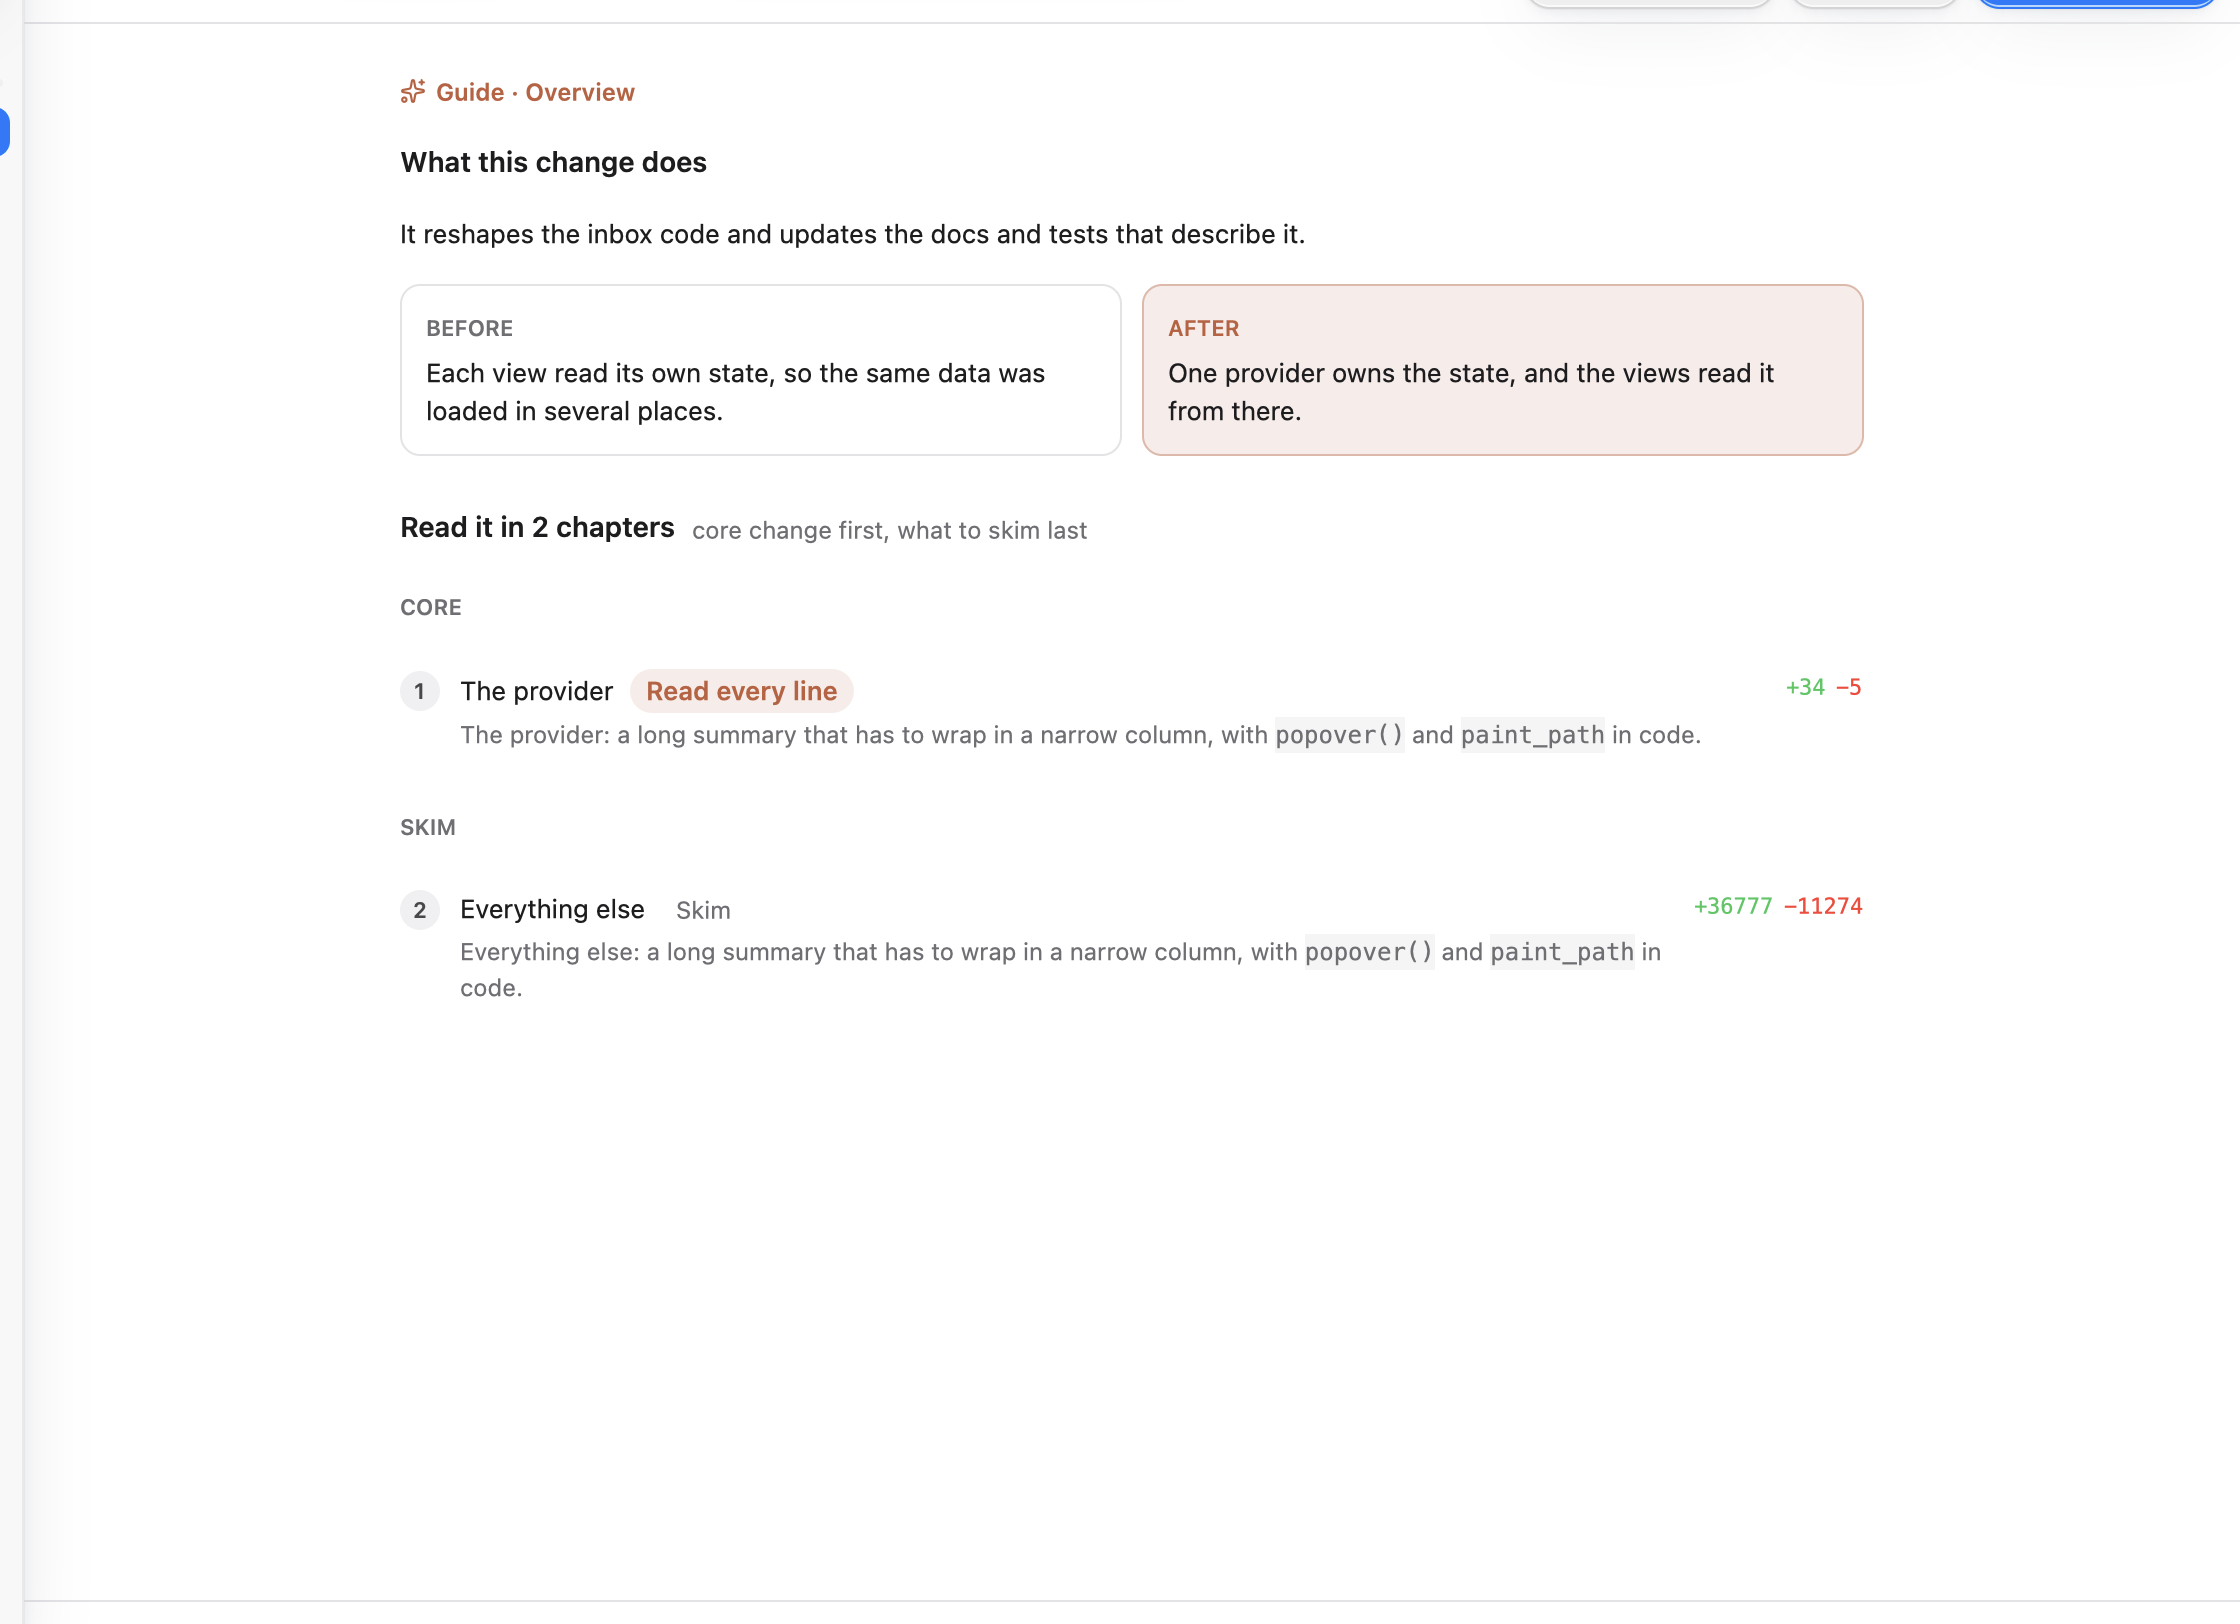 Guide · Overview
What this change does
It reshapes the inbox code and updates the docs and tests that describe it.
BEFORE
Each view read its own state, so the same data was
loaded in several places.
AFTER
One provider owns the state, and the views read it
from there.
Read it in 2 chapters core change first, what to skim last
CORE
1 The provider Read every line +34 −5
The provider: a long summary that has to wrap in a narrow column, with popover() and paint_path in code.
SKIM
2 Everything else Skim +36777 −11274
Everything else: a long summary that has to wrap in a narrow column, with popover() and paint_path in
code.